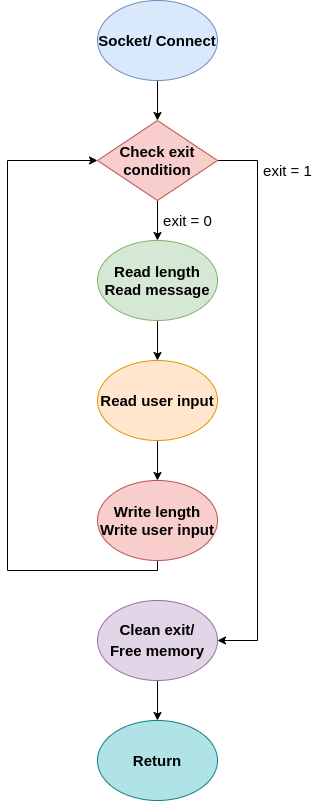 Socket/ Connect
Check exit
condition
exit = 1
exit = 0
Read length
Read message
Read user input
Write length
Write user input
Clean exit/
Free memory
Return